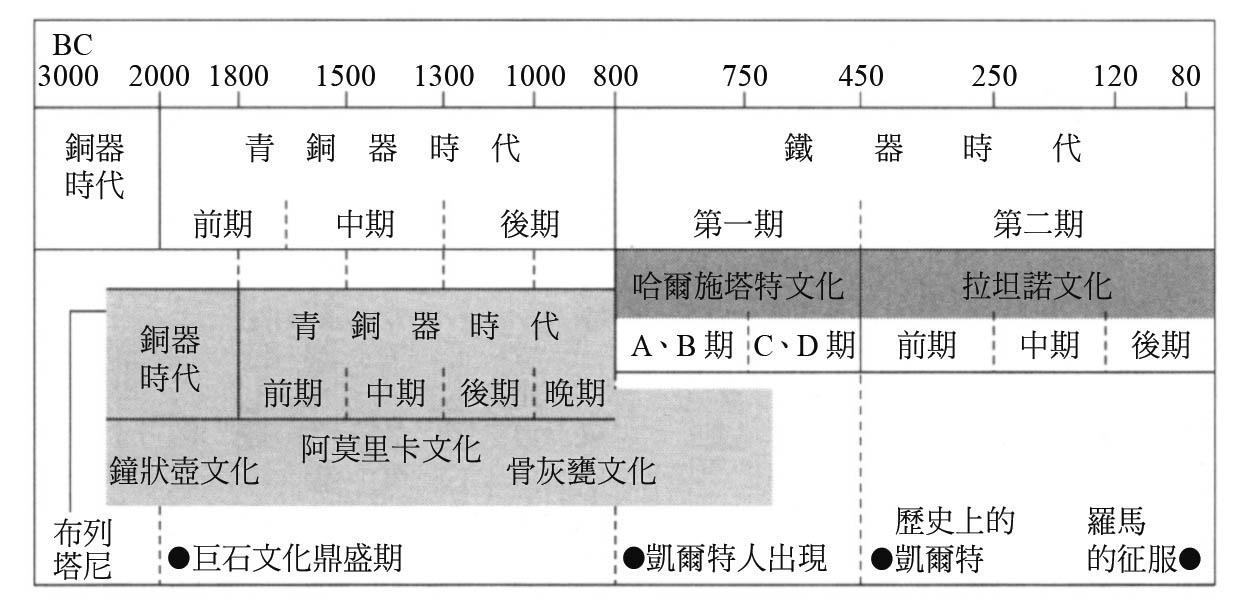 BC
3000 2000 1800 1500 1300 1000 800 750 450 250 120 80
銅器
時代
青銅器時代
鐵器時代
前期 中期 後期 第一期 第二期
哈爾施塔特文化 拉坦諾文化
A、B期 C、D期 前期 中期 後期
銅器
時代
青銅器時代
前期 中期 後期 晚期
鐘狀壺文化 阿莫里卡文化 骨灰甕文化
布列
塔尼
●巨石文化鼎盛期
●凱爾特人出現
歷史上的
●凱爾特
羅馬
的征服●